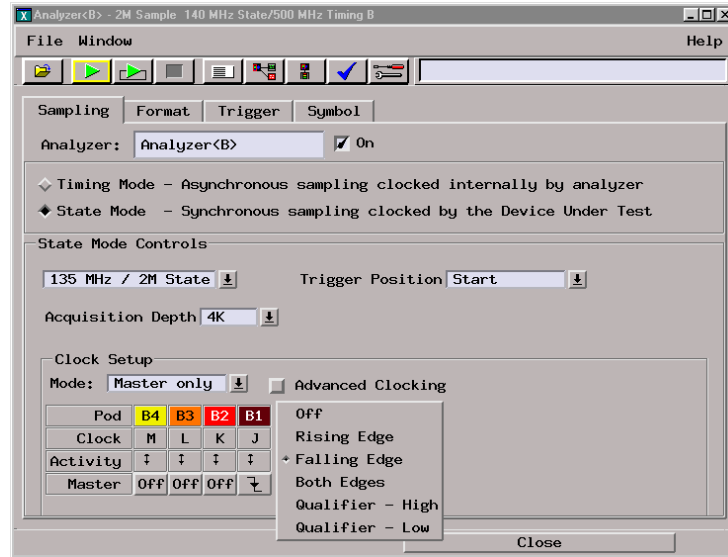 Analyzer<B> - 2M Sample 140 MHz State/500 MHz Timing B
File Window Help
Sampling Format Trigger Symbol
Analyzer: Analyzer<B> On
Timing Mode - Asynchronous sampling clocked internally by analyzer
State Mode - Synchronous sampling clocked by the Device Under Test
State Mode Controls
135 MHz / 2M State Trigger Position Start
Acquisition Depth 4K
Clock Setup
Mode: Master only Advanced Clocking
Pod B4 B3 B2 B1
Clock M L K J
Activity
Master Off Off Off
Off
Rising Edge
Falling Edge
Both Edges
Qualifier - High
Qualifier - Low
Close